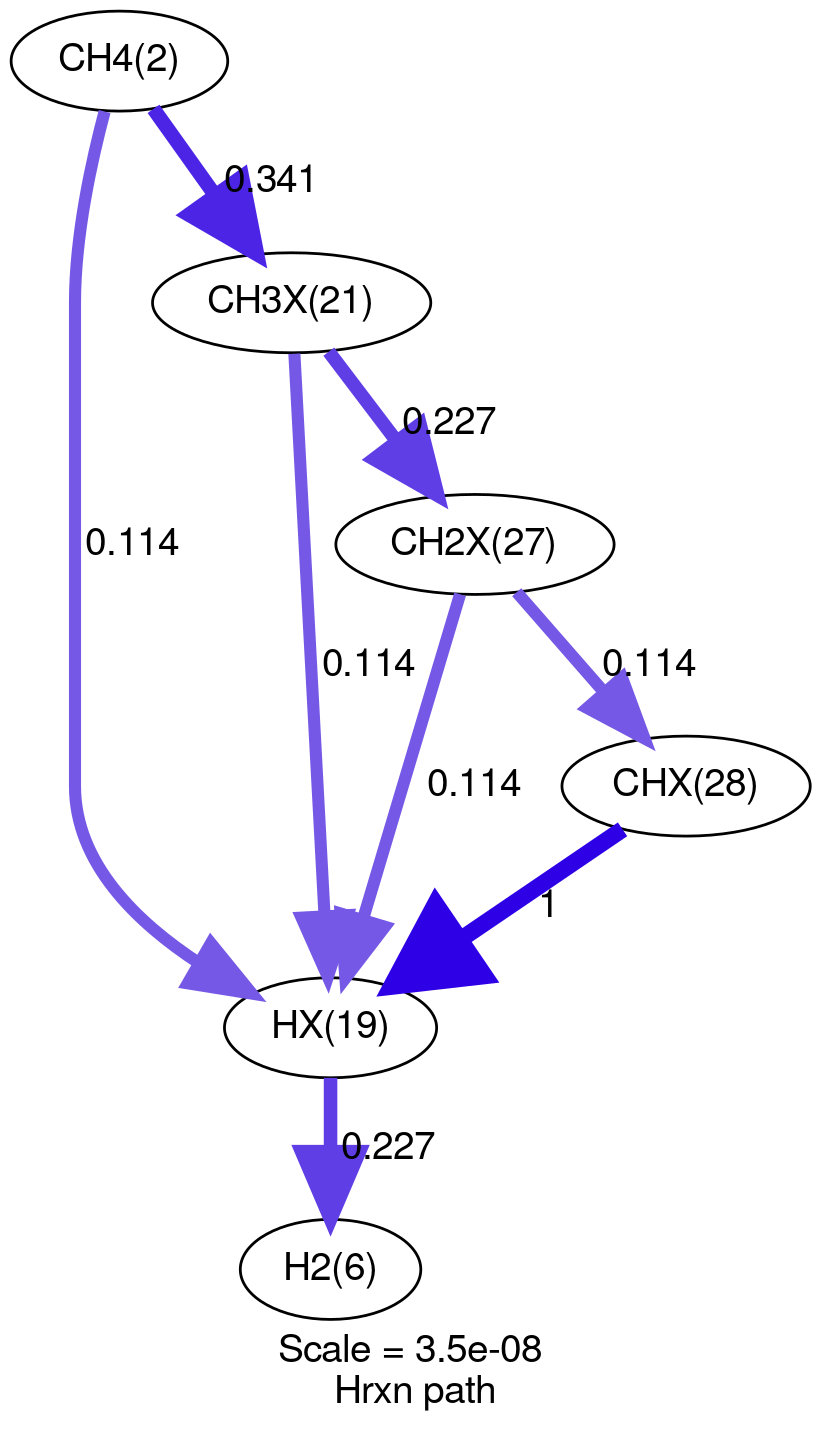 CH4(2)
0.341
CH3X(21)
0.227
0.114
CH2X(27)
0.114
0.114
0.114
CHX(28)
1
HX(19)
0.227
H2(6)
Scale = 3.5e-08
Hrxn path